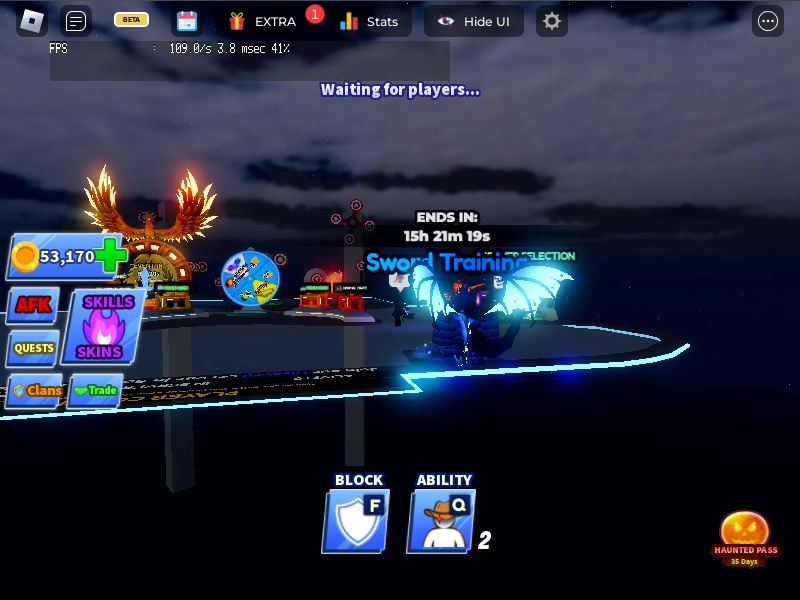 BETA
EXTRA
1
Stats
Hide UI
FPS : 109.0/s 3.8 msec 41%
Waiting for players...
ENDS IN:
15h 21m 19s
SELECTION
Sword Training
53,170
AFK
SKILLS
SKINS
QUESTS
Clans
Trade
PLAYER
BLOCK
ABILITY
F
Q
2
HAUNTED PASS
35 Days